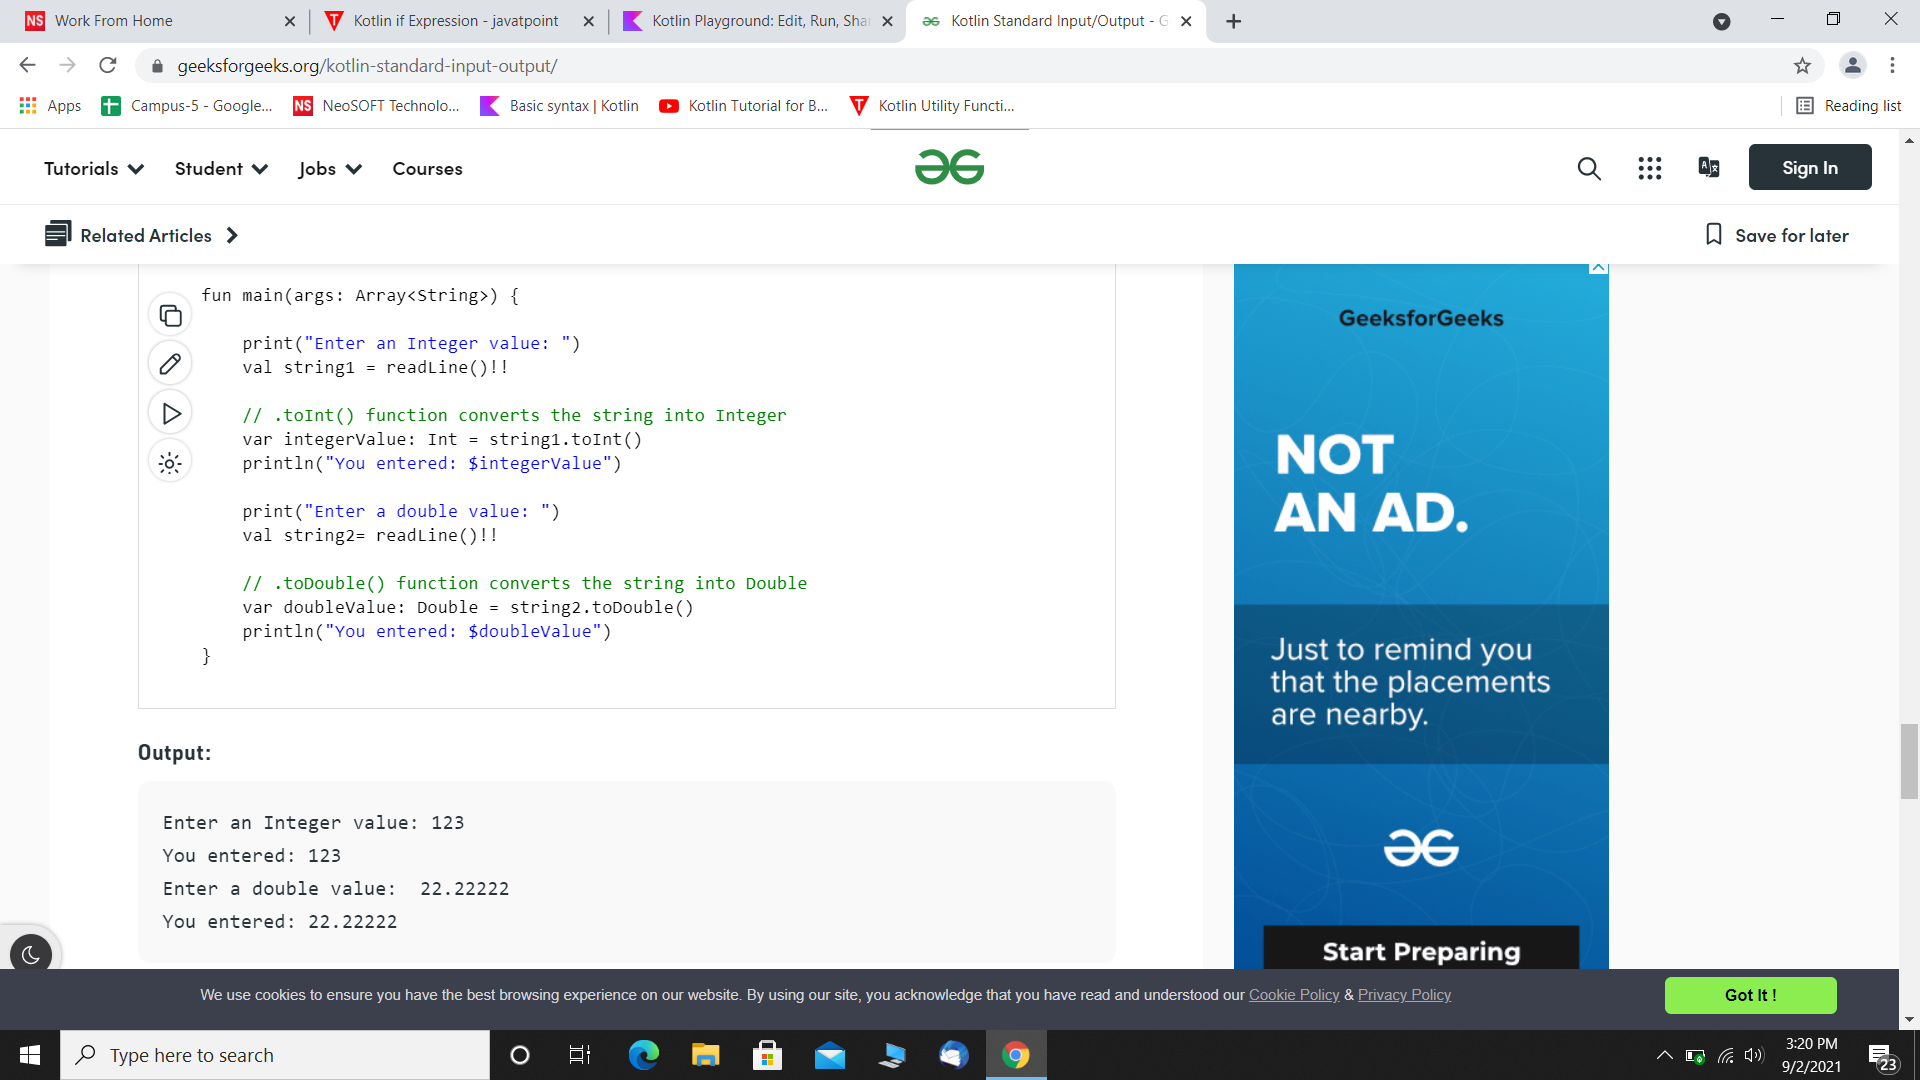 NS Work From Home
Kotlin if Expression - javatpoint
Kotlin Playground: Edit, Run, Sha
Kotlin Standard Input/Output - G
geeksforgeeks.org/kotlin-standard-input-output/
Apps
Campus-5 - Google...
NS NeoSOFT Technolo...
Basic syntax | Kotlin
Kotlin Tutorial for B...
Kotlin Utility Functi...
Reading list
Tutorials
Student
Jobs
Courses
Sign In
Related Articles
Save for later
fun main(args: Array<String>) {
print("Enter an Integer value: ")
val string1 = readLine()!!
// .toInt() function converts the string into Integer
var integerValue: Int = string1.toInt()
println("You entered: $integerValue")
print("Enter a double value: ")
val string2= readLine()!!
// .toDouble() function converts the string into Double
var doubleValue: Double = string2.toDouble()
println("You entered: $doubleValue")
}
Output:
Enter an Integer value: 123
You entered: 123
Enter a double value:  22.22222
You entered: 22.22222
GeeksforGeeks
NOT
AN AD.
Just to remind you
that the placements
are nearby.
Start Preparing
We use cookies to ensure you have the best browsing experience on our website. By using our site, you acknowledge that you have read and understood our Cookie Policy & Privacy Policy
Got It !
Type here to search
3:20 PM
9/2/2021
23